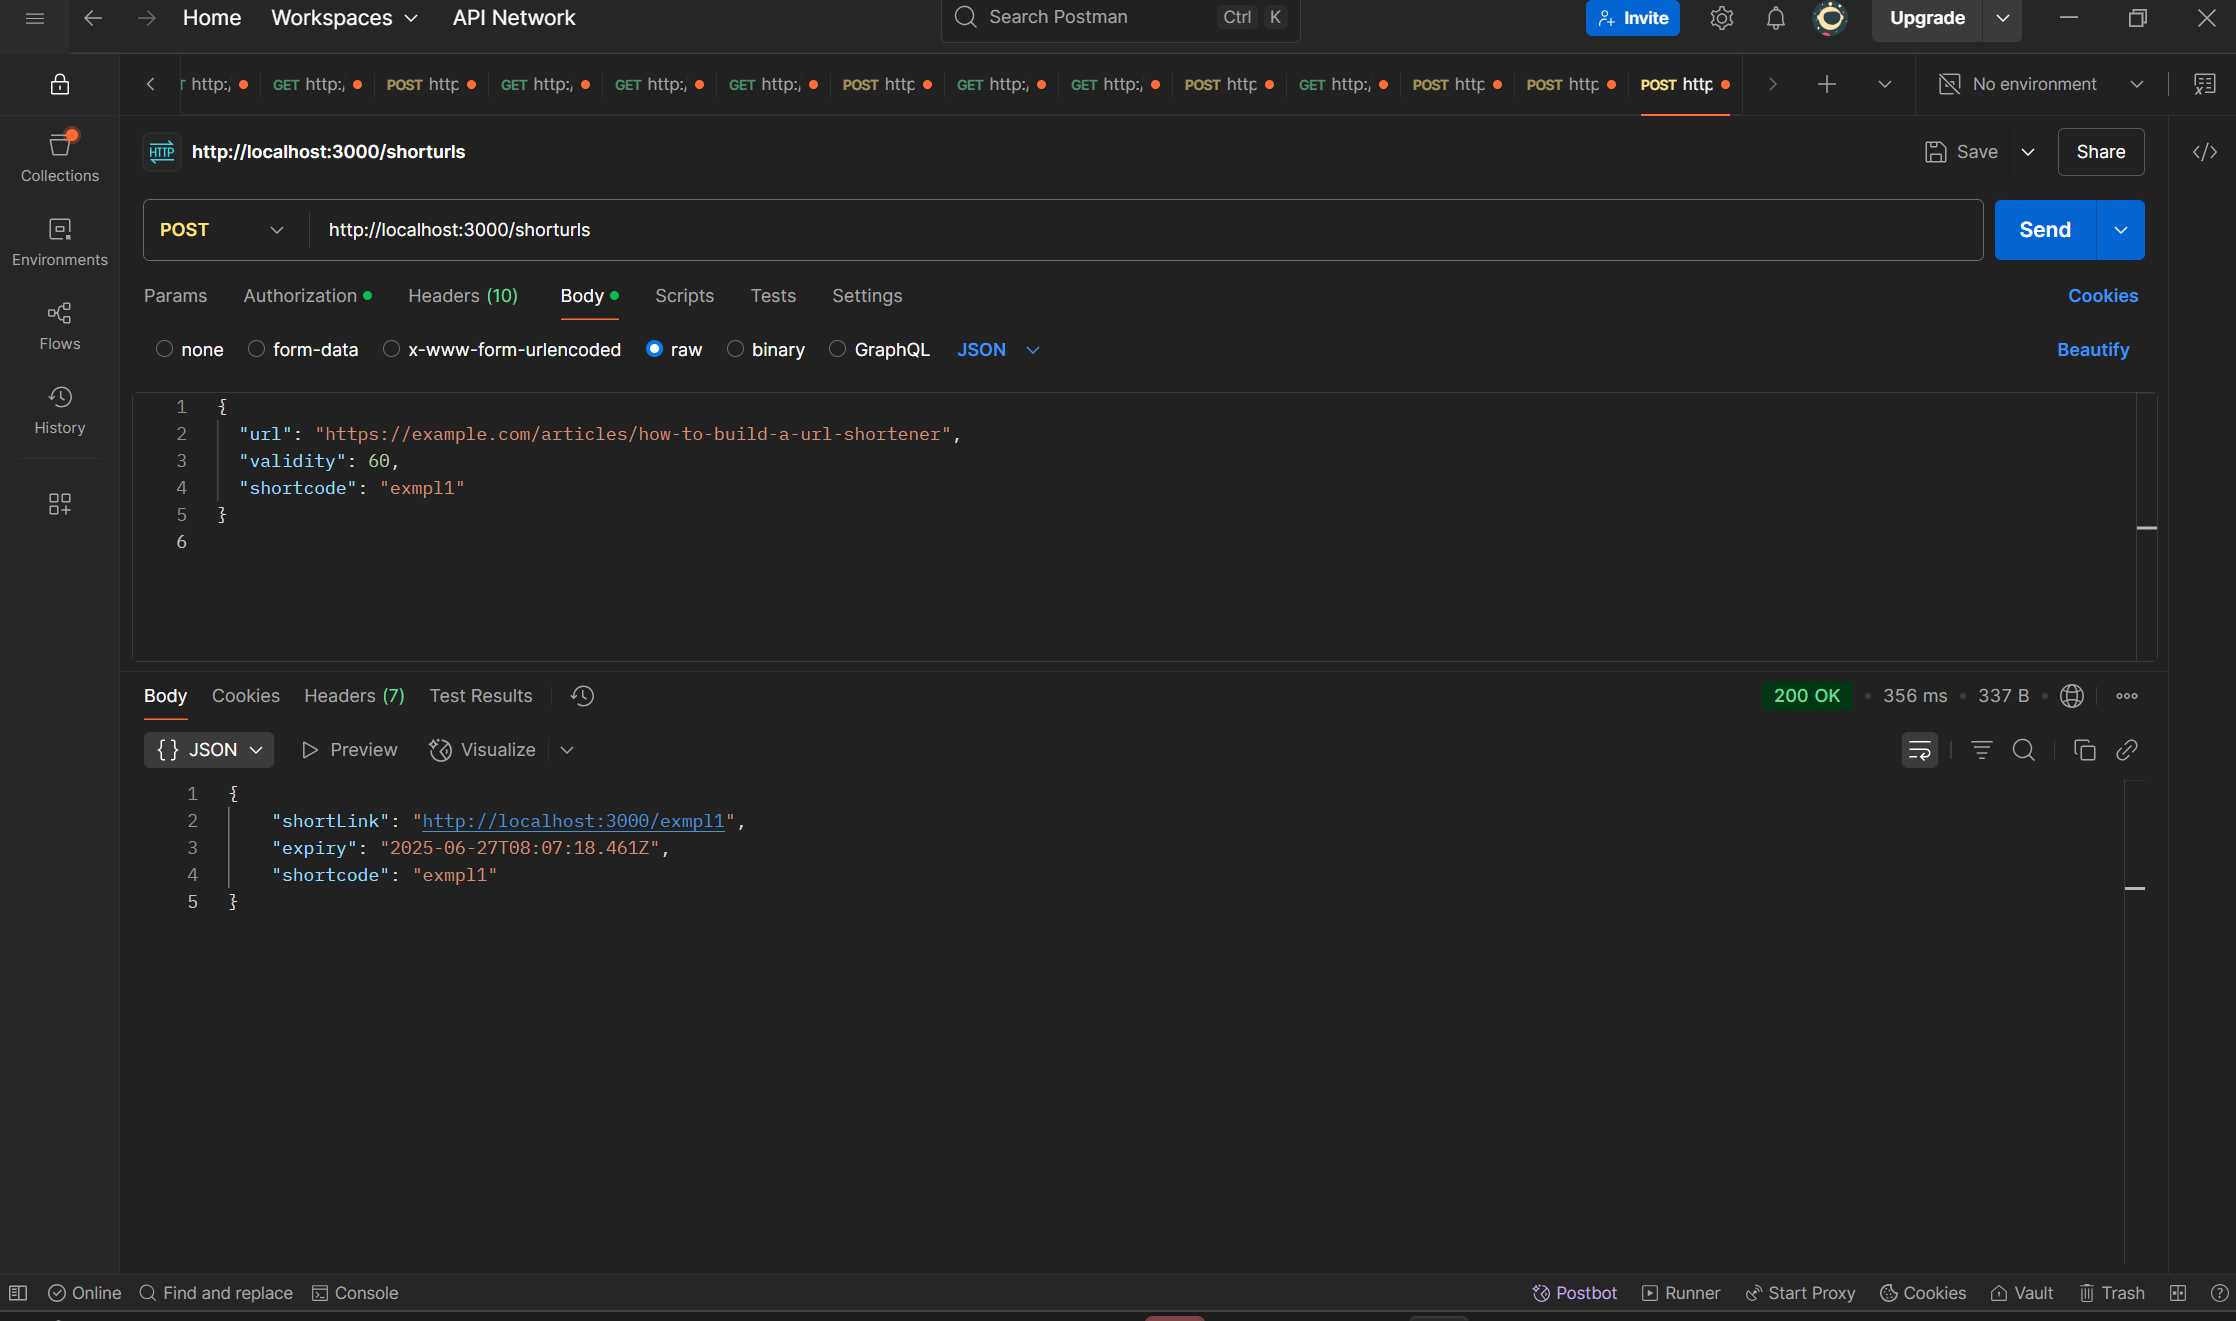 Home Workspaces API Network Search Postman Ctrl K Invite Upgrade
T http:/ GET http:/ POST http GET http:/ GET http:/ GET http:/ POST http GET http:/ GET http:/ POST http GET http:/ POST http POST http POST http No environment
HTTP http://localhost:3000/shorturls Save Share
Collections
POST http://localhost:3000/shorturls Send
Environments
Params Authorization Headers (10) Body Scripts Tests Settings Cookies
Flows
none form-data x-www-form-urlencoded raw binary GraphQL JSON Beautify
History
1 {
2 "url": "https://example.com/articles/how-to-build-a-url-shortener",
3 "validity": 60,
4 "shortcode": "exmpl1"
5 }
6
Body Cookies Headers (7) Test Results 200 OK • 356 ms • 337 B •
{} JSON Preview Visualize
1 {
2 "shortLink": "http://localhost:3000/exmpl1",
3 "expiry": "2025-06-27T08:07:18.461Z",
4 "shortcode": "exmpl1"
5 }
Online Find and replace Console Postbot Runner Start Proxy Cookies Vault Trash